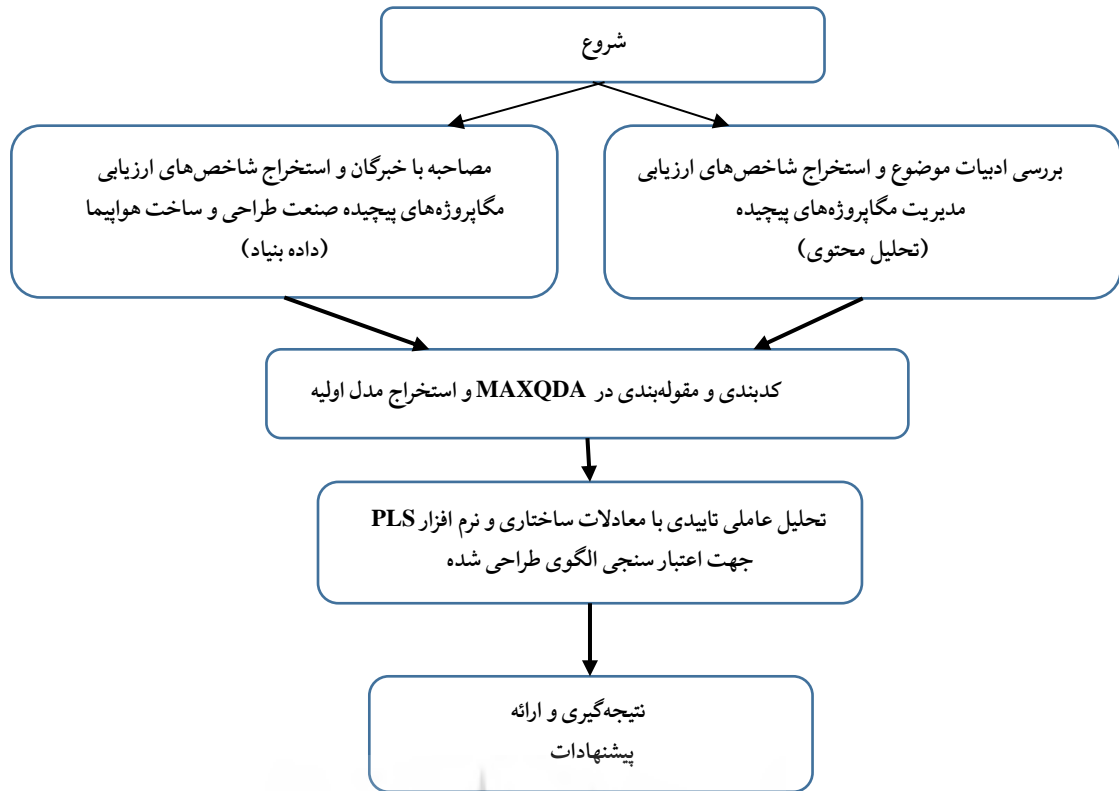 شروع
بررسی ادبیات موضوع و استخراج شاخص‌های ارزیابی
مدیریت مگاپروژه‌های پیچیده
(تحلیل محتوی)
مصاحبه با خبرگان و استخراج شاخص‌های ارزیابی
مگاپروژه‌های پیچیده صنعت طراحی و ساخت هواپیما
(داده بنیاد)
کدبندی و مقوله‌بندی در MAXQDA و استخراج مدل اولیه
تحلیل عاملی تاییدی با معادلات ساختاری و نرم افزار PLS
جهت اعتبار سنجی الگوی طراحی شده
نتیجه‌گیری و ارائه
پیشنهادات